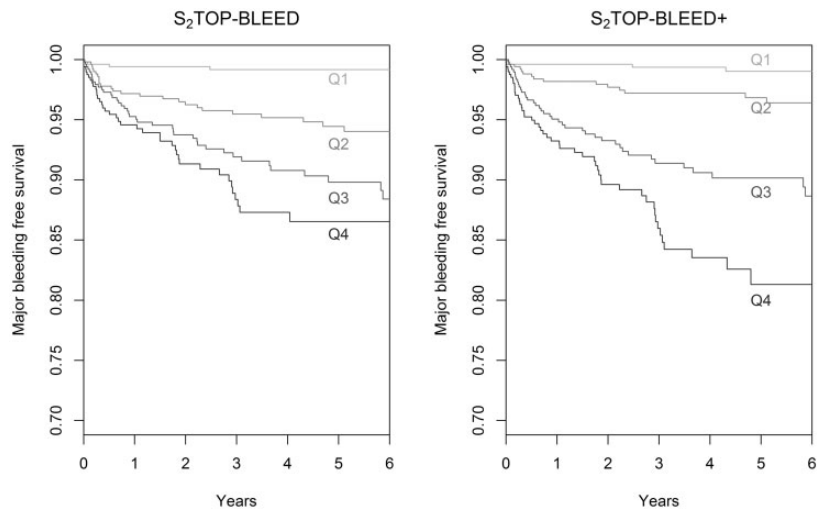 S₂TOP-BLEED
Major bleeding free survival
1.00
0.95
0.90
0.85
0.80
0.75
0.70
Q1
Q2
Q3
Q4
0 1 2 3 4 5 6
Years
S₂TOP-BLEED+
Major bleeding free survival
1.00
0.95
0.90
0.85
0.80
0.75
0.70
Q1
Q2
Q3
Q4
0 1 2 3 4 5 6
Years